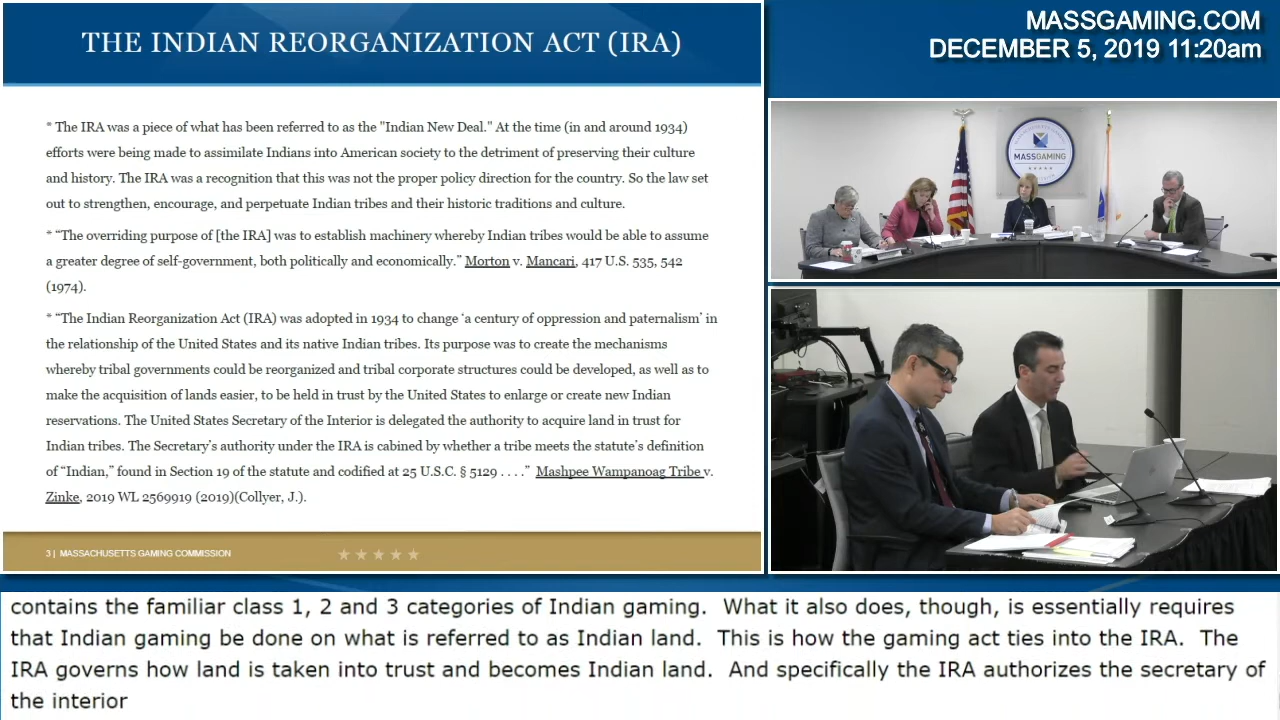 THE INDIAN REORGANIZATION ACT (IRA)
* The IRA was a piece of what has been referred to as the "Indian New Deal." At the time (in and around 1934)
efforts were being made to assimilate Indians into American society to the detriment of preserving their culture
and history. The IRA was a recognition that this was not the proper policy direction for the country. So the law set
out to strengthen, encourage, and perpetuate Indian tribes and their historic traditions and culture.
* “The overriding purpose of [the IRA] was to establish machinery whereby Indian tribes would be able to assume
a greater degree of self-government, both politically and economically.” Morton v. Mancari, 417 U.S. 535, 542
(1974).
* “The Indian Reorganization Act (IRA) was adopted in 1934 to change ‘a century of oppression and paternalism’ in
the relationship of the United States and its native Indian tribes. Its purpose was to create the mechanisms
whereby tribal governments could be reorganized and tribal corporate structures could be developed, as well as to
make the acquisition of lands easier, to be held in trust by the United States to enlarge or create new Indian
reservations. The United States Secretary of the Interior is delegated the authority to acquire land in trust for
Indian tribes. The Secretary’s authority under the IRA is cabined by whether a tribe meets the statute’s definition
of “Indian,” found in Section 19 of the statute and codified at 25 U.S.C. § 5129 . . . .” Mashpee Wampanoag Tribe v.
Zinke, 2019 WL 2569919 (2019)(Collyer, J.).
3 | MASSACHUSETTS GAMING COMMISSION
MASSGAMING.COM
DECEMBER 5, 2019 11:20am
MASSGAMING
contains the familiar class 1, 2 and 3 categories of Indian gaming. What it also does, though, is essentially requires
that Indian gaming be done on what is referred to as Indian land. This is how the gaming act ties into the IRA. The
IRA governs how land is taken into trust and becomes Indian land. And specifically the IRA authorizes the secretary of
the interior